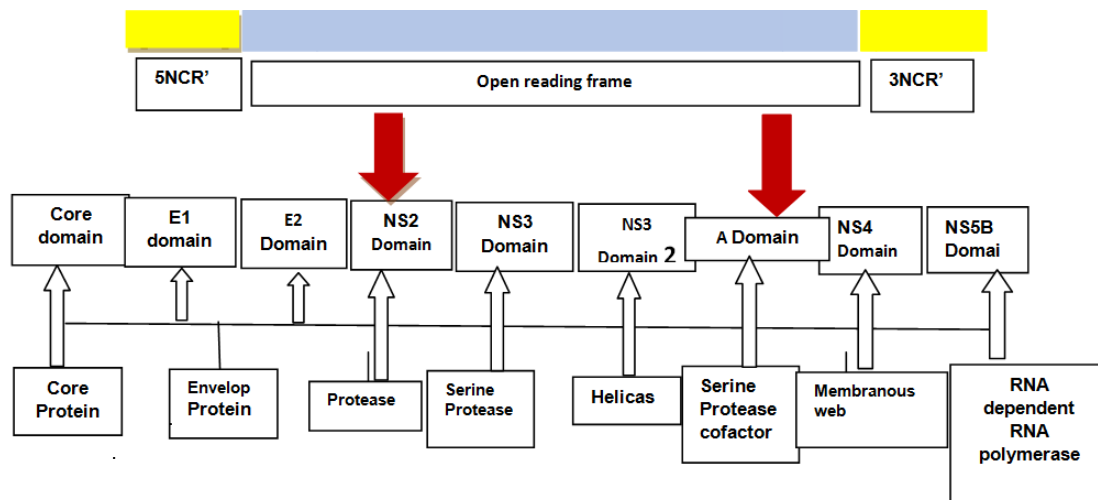 5NCR'
Open reading frame
3NCR'
Core
domain
E1
domain
E2
Domain
NS2
Domain
NS3
Domain
NS3
Domain 2
A Domain
NS4
Domain
NS5B
Domai
Core
Protein
Envelop
Protein
Protease
Serine
Protease
Helicas
Serine
Protease
cofactor
Membranous
web
RNA
dependent
RNA
polymerase